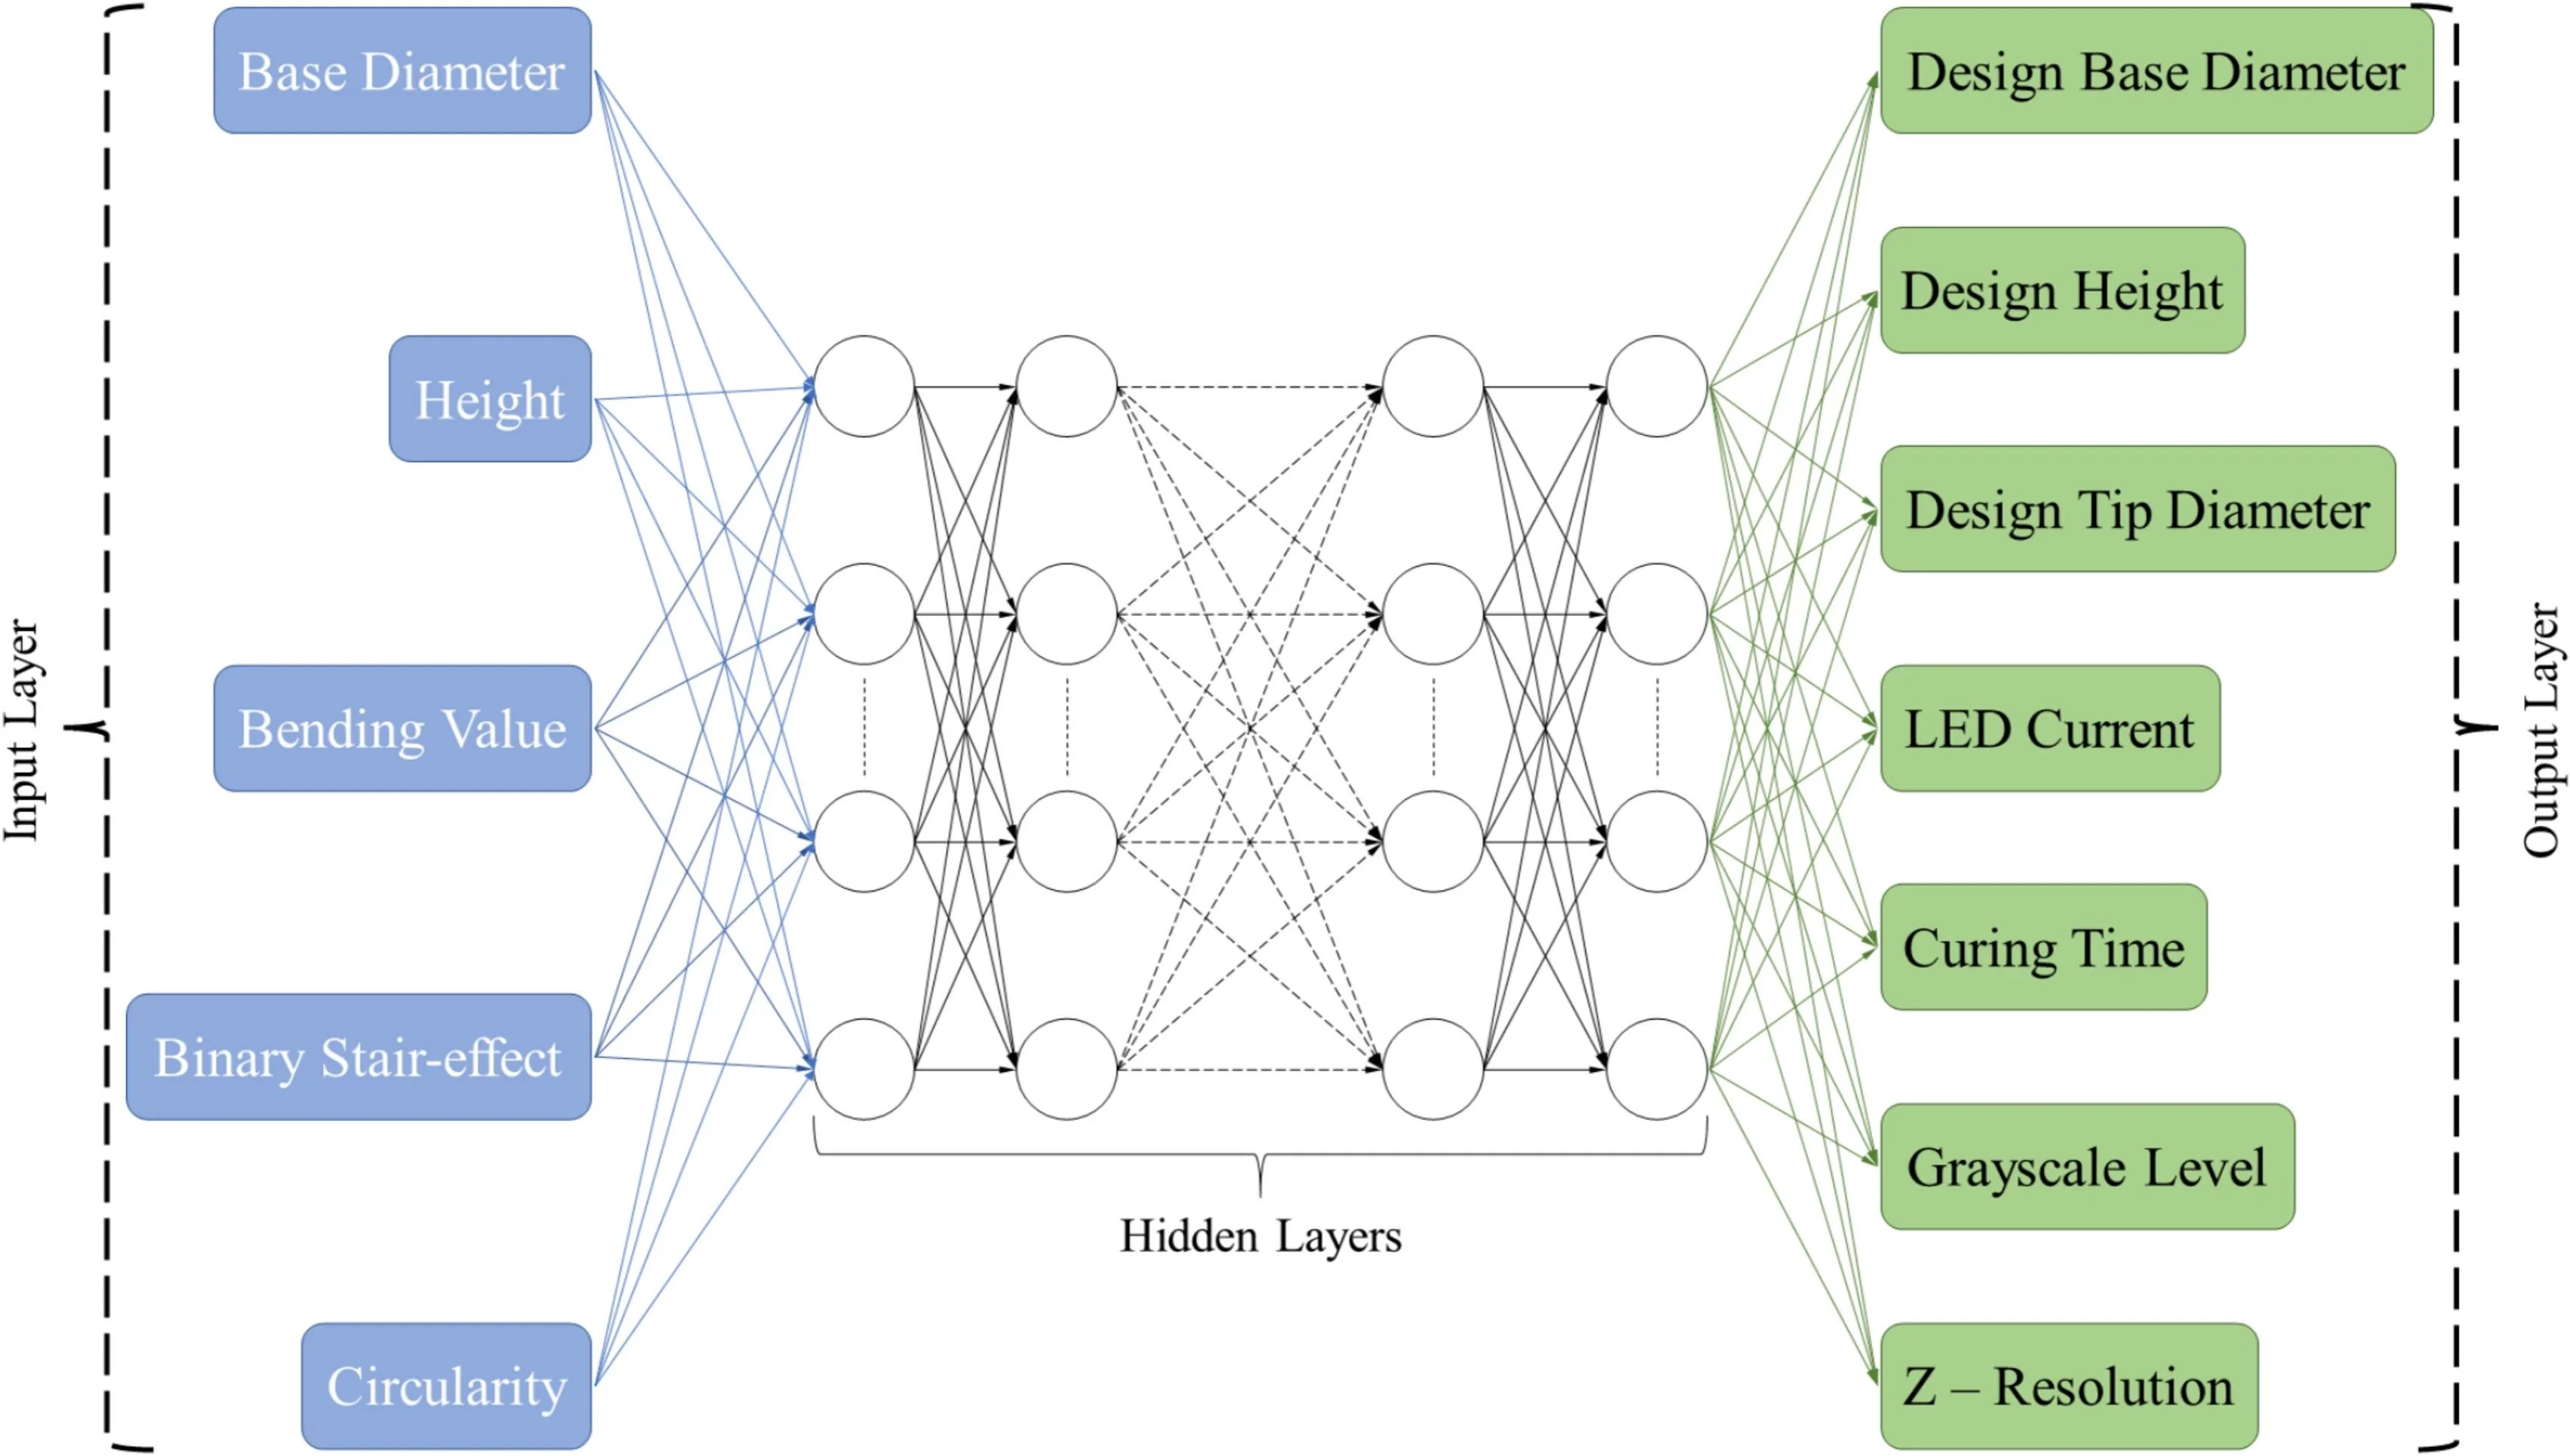 Input Layer
Base Diameter
Height
Bending Value
Binary Stair-effect
Circularity
Hidden Layers
Design Base Diameter
Design Height
Design Tip Diameter
LED Current
Curing Time
Grayscale Level
Z – Resolution
Output Layer